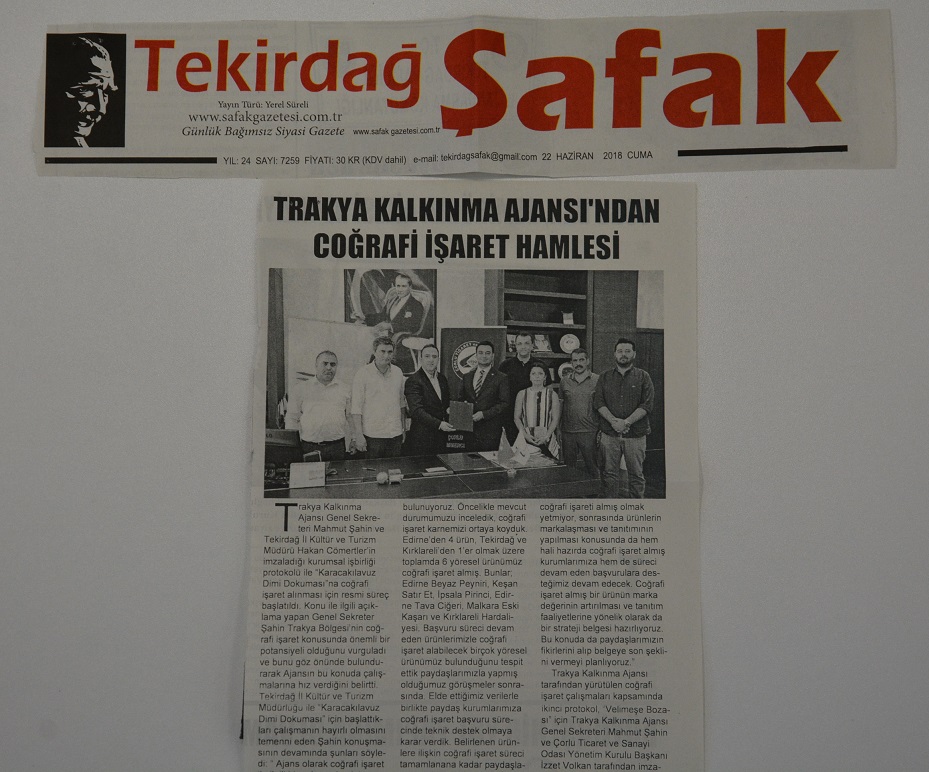 Tekirdağ Şafak
Yayın Türü: Yerel Süreli
www.safakgazetesi.com.tr
Günlük Bağımsız Siyasi Gazete www.safak gazetesi.com.tr
YIL: 24 SAYI: 7259 FİYATI: 30 KR (KDV dahil) e-mail: tekirdagsafak@gmail.com 22 HAZİRAN 2018 CUMA
TRAKYA KALKINMA AJANSI'NDAN
COĞRAFİ İŞARET HAMLESİ
Trakya Kalkınma
Ajansı Genel Sekre-
teri Mahmut Şahin ve
Tekirdağ İl Kültür ve Turizm
Müdürü Hakan Cömertler'in
imzaladığı kurumsal işbirliği
protokolü ile "Karacakılavuz
Dimi Dokuması"na coğrafi
işaret alınması için resmi süreç
başlatıldı. Konu ile ilgili açık-
lama yapan Genel Sekreter
Şahin Trakya Bölgesi'nin coğ-
rafi işaret konusunda önemli bir
potansiyeli olduğunu vurguladı
ve bunu göz önünde bulundu-
rarak Ajansın bu konuda çalış-
malarına hız verdiğini belirtti.
Tekirdağ İl Kültür ve Turizm
Müdürlüğü ile "Karacakılavuz
Dimi Dokuması" için başlattık-
ları çalışmanın hayırlı olmasını
temenni eden Şahin konuşma-
sının devamında şunları söyle-
di: " Ajans olarak coğrafi işaret
bulunuyoruz. Öncelikle mevcut
durumumuzu inceledik, coğrafi
işaret karnemizi ortaya koyduk.
Edirne'den 4 ürün, Tekirdağ ve
Kırklareli'den 1'er olmak üzere
toplamda 6 yöresel ürünümüz
coğrafi işaret almış. Bunlar;
Edirne Beyaz Peyniri, Keşan
Satır Et, İpsala Pirinci, Edir-
ne Tava Ciğeri, Malkara Eski
Kaşarı ve Kırklareli Hardali-
yesi. Başvuru süreci devam
eden ürünlerimizle coğrafi
işaret alabilecek birçok yöresel
ürünümüz bulunduğunu tespit
ettik paydaşlarımızla yapmış
olduğumuz görüşmeler sonra-
sında. Elde ettiğimiz verilerle
birlikte paydaş kurumlarımıza
coğrafi işaret başvuru süre-
cinde teknik destek olmaya
karar verdik. Belirlenen ürün-
lere ilişkin coğrafi işaret süreci
tamamlanana kadar paydaşla-
coğrafi işareti almış olmak
yetmiyor, sonrasında ürünlerin
markalaşması ve tanıtımının
yapılması konusunda da hem
hali hazırda coğrafi işaret almış
kurumlarımıza hem de süreci
devam eden başvurulara des-
teğimiz devam edecek. Coğrafi
işaret almış bir ürünün marka
değerinin artırılması ve tanıtım
faaliyetlerine yönelik olarak da
bir strateji belgesi hazırlıyoruz.
Bu konuda da paydaşlarımızın
fikirlerini alıp belgeye son şekli-
ni vermeyi planlıyoruz."
Trakya Kalkınma Ajansı
tarafından yürütülen coğrafi
işaret çalışmaları kapsamında
ikinci protokol, "Velimeşe Boza-
sı" için Trakya Kalkınma Ajansı
Genel Sekreteri Mahmut Şahin
ve Çorlu Ticaret ve Sanayi
Odası Yönetim Kurulu Başkanı
İzzet Volkan tarafından imza-